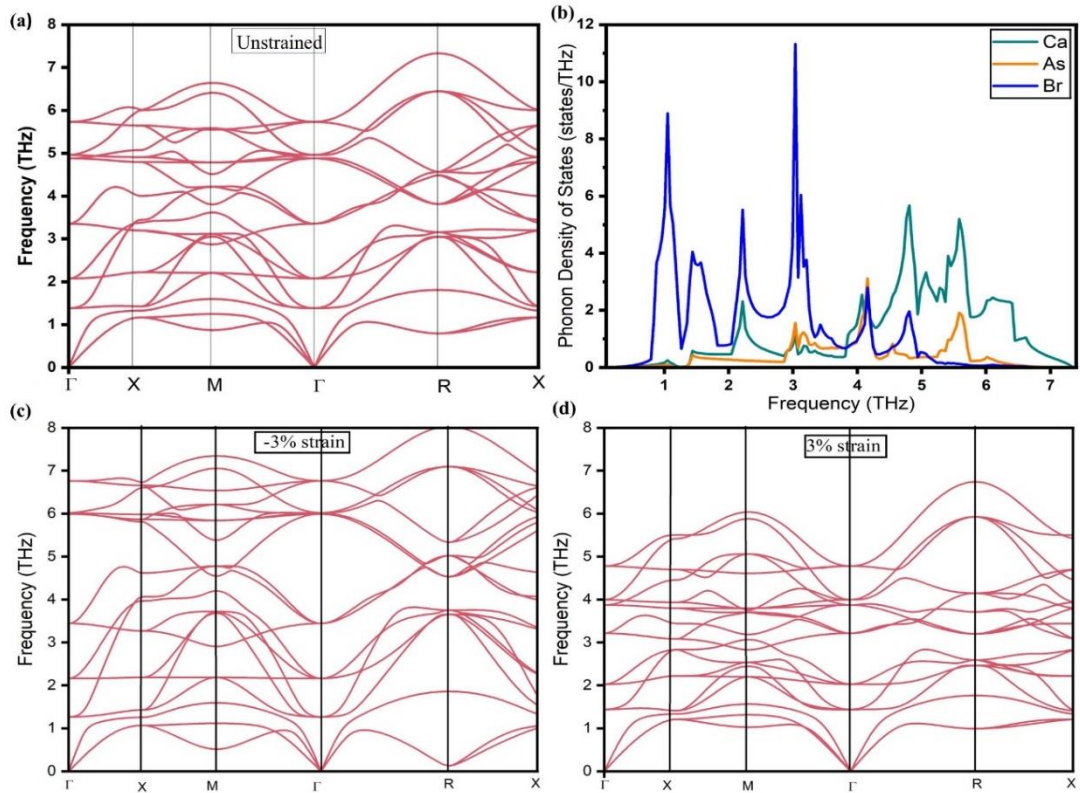 (a)
Unstrained
Frequency (THz)
8
7
6
5
4
3
2
1
0
Γ X M Γ R X
(b)
Ca
As
Br
Phonon Density of States (states/THz)
12
10
8
6
4
2
0
1 2 3 4 5 6 7
Frequency (THz)
(c)
-3% strain
Frequency (THz)
8
7
6
5
4
3
2
1
0
Γ X M Γ R X
(d)
3% strain
Frequency (THz)
8
7
6
5
4
3
2
1
0
Γ X M Γ R X